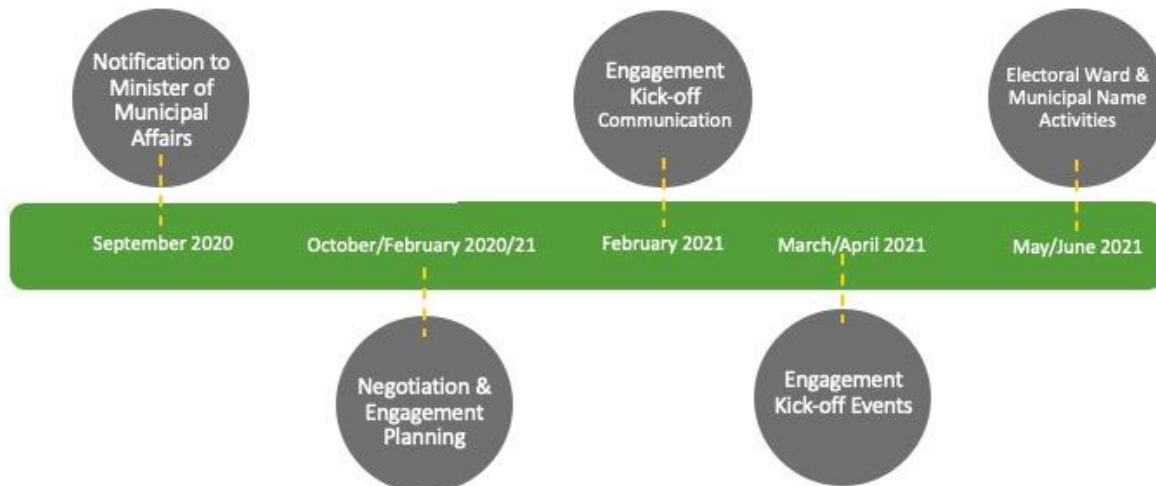 Notification to
Minister of
Municipal
Affairs
Engagement
Kick-off
Communication
Electoral Ward &
Municipal Name
Activities
September 2020
October/February 2020/21
February 2021
March/April 2021
May/June 2021
Negotiation &
Engagement
Planning
Engagement
Kick-off Events